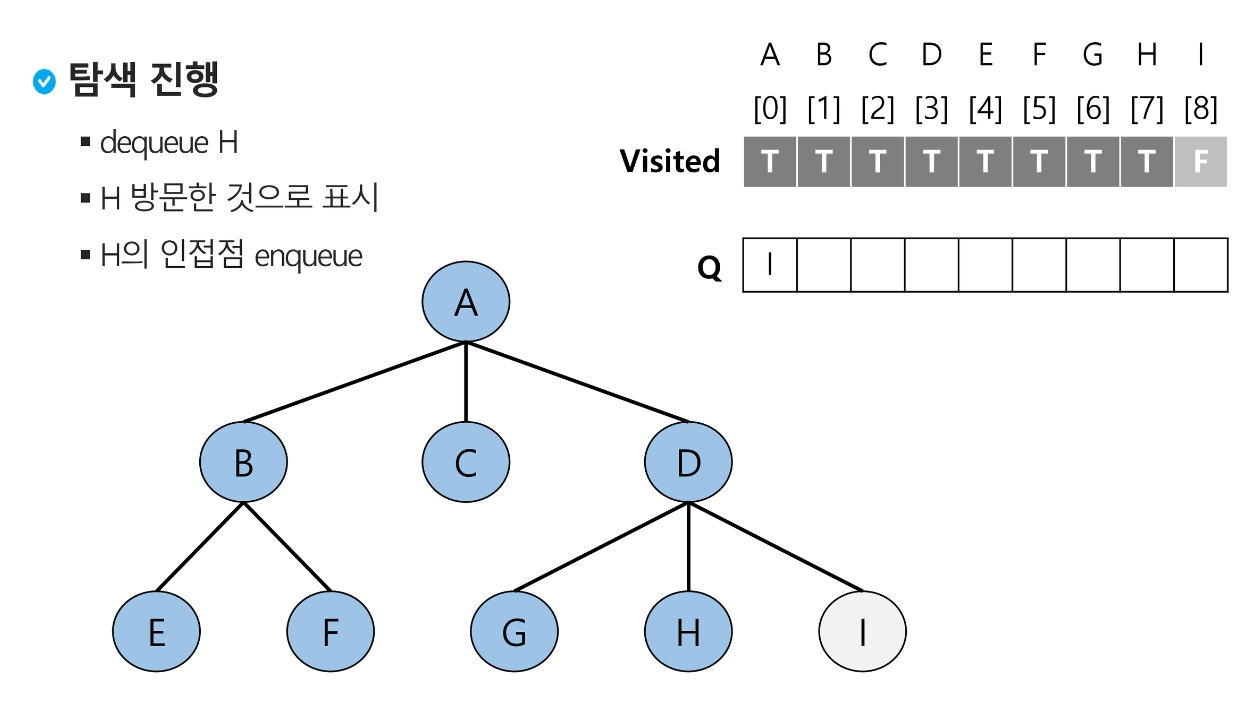 탐색 진행
dequeue H
H 방문한 것으로 표시
H의 인접점 enqueue
A B C D E F G H I
[0] [1] [2] [3] [4] [5] [6] [7] [8]
Visited T T T T T T T T F
Q I
A
B C D
E F G H I